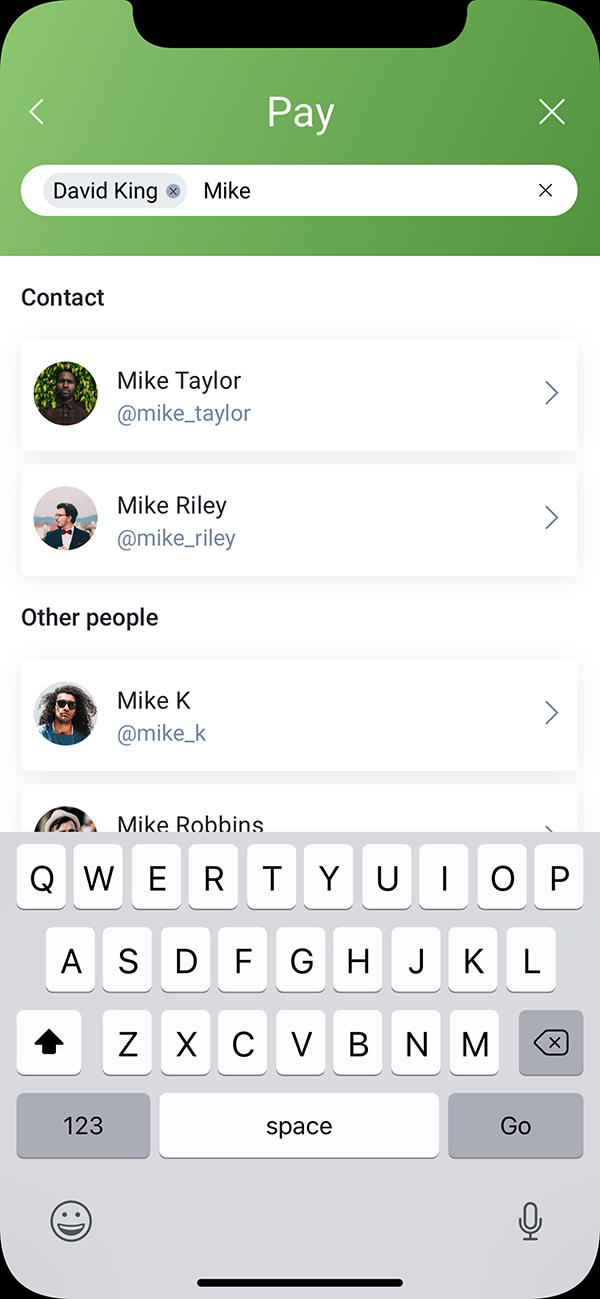 Pay
David King Mike
Contact
Mike Taylor
@mike_taylor
Mike Riley
@mike_riley
Other people
Mike K
@mike_k
Mike Robbins
Q W E R T Y U I O P
A S D F G H J K L
Z X C V B N M
123 space Go